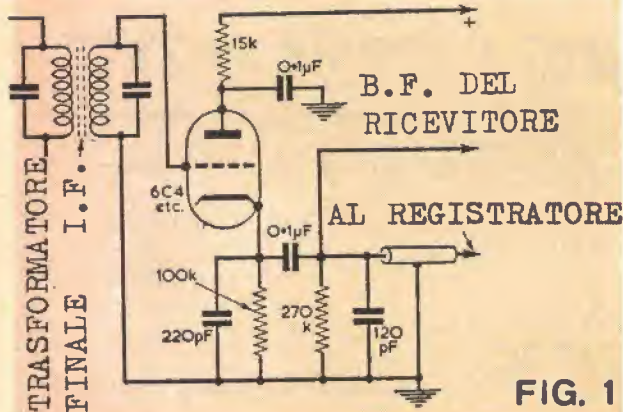 15k
+
0·1µF
B.F. DEL
RICEVITORE
6C4
etc.
0·1µF
AL REGISTRATORE
100k
220pF
270
k
120
pF
TRASFORMATORE
FINALE I.F.
FIG. 1